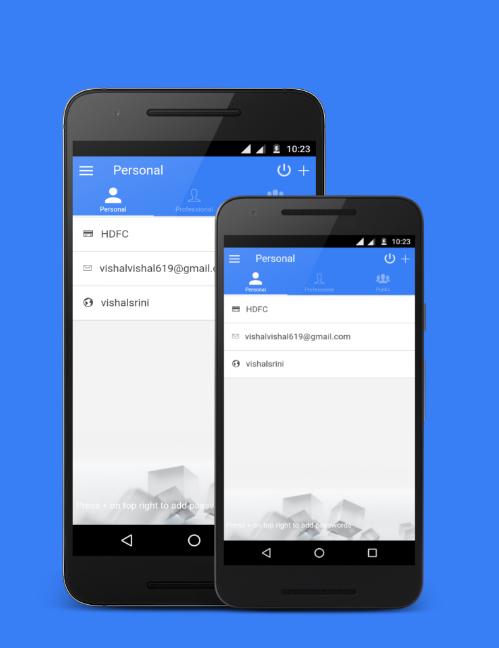 10:23
Personal
Personal Professional
HDFC
vishalvishal619@gmail.c
vishalsrini
Press + on top right to add passw
10:23
Personal
Personal Professional Public
HDFC
vishalvishal619@gmail.com
vishalsrini
Press + on top right to add passwords